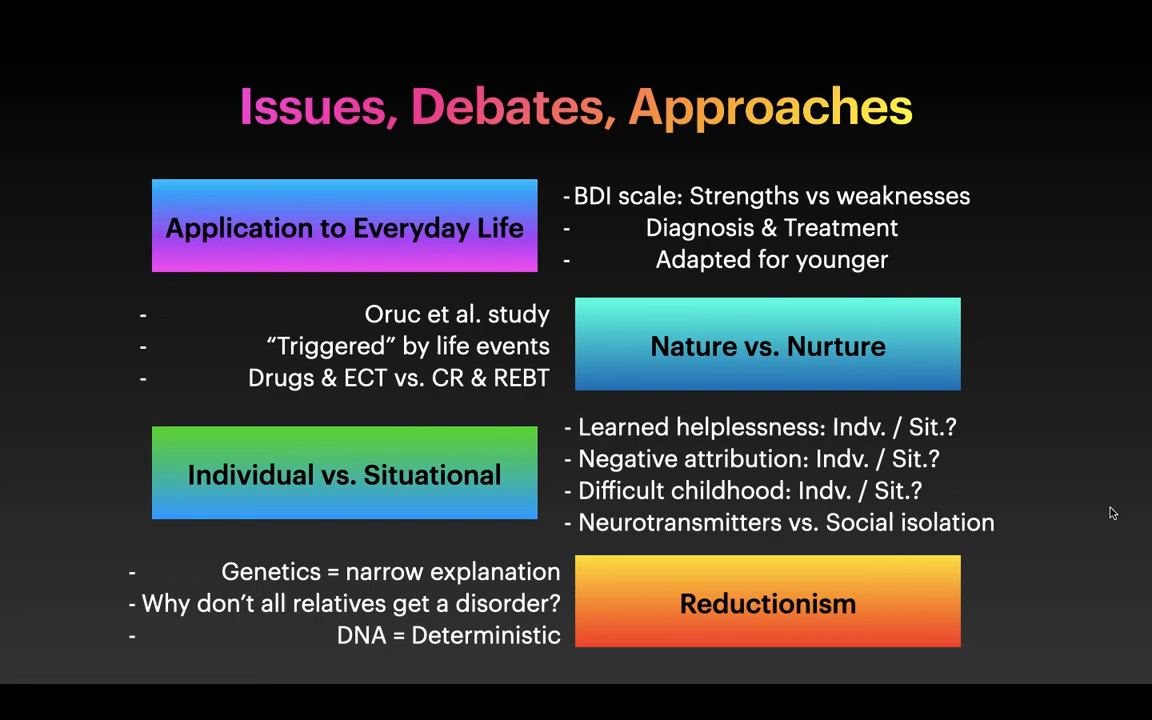 Issues, Debates, Approaches
Application to Everyday Life
-BDI scale: Strengths vs weaknesses
- Diagnosis & Treatment
- Adapted for younger
- Oruc et al. study
- “Triggered” by life events
- Drugs & ECT vs. CR & REBT
Nature vs. Nurture
Individual vs. Situational
- Learned helplessness: Indv. / Sit.?
- Negative attribution: Indv. / Sit.?
- Difficult childhood: Indv. / Sit.?
- Neurotransmitters vs. Social isolation
- Genetics = narrow explanation
- Why don’t all relatives get a disorder?
- DNA = Deterministic
Reductionism